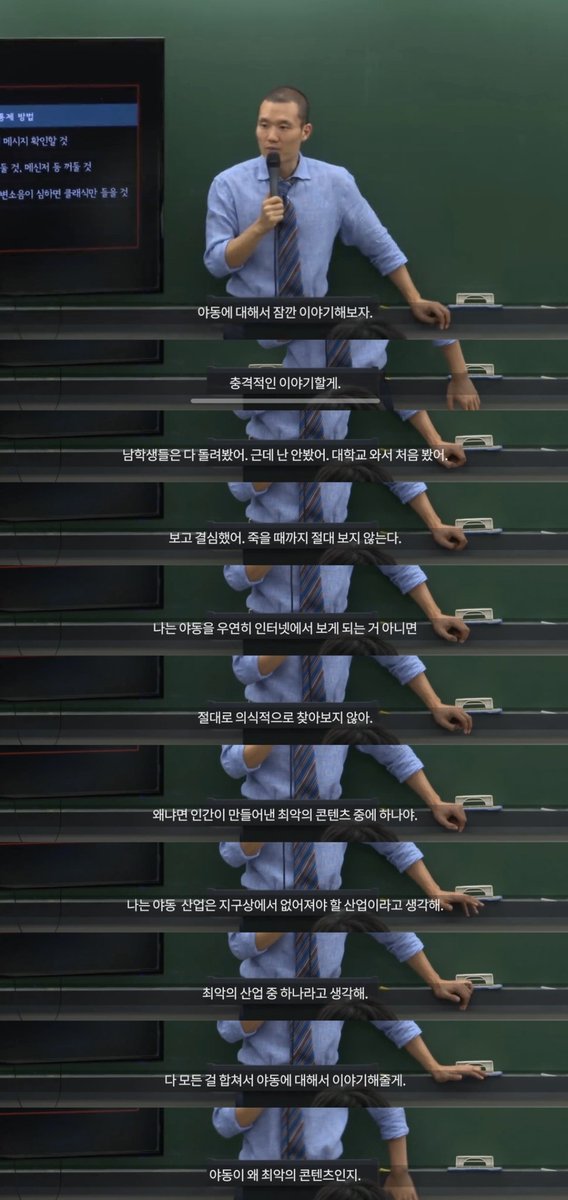 통제 방법
메시지 확인할 것
둘 것, 메신저 등 꺼둘 것
변소음이 심하면 클래식만 들을 것
야동에 대해서 잠깐 이야기해보자.
충격적인 이야기할게.
남학생들은 다 돌려봤어. 근데 난 안봤어. 대학교 와서 처음 봤어.
보고 결심했어. 죽을 때까지 절대 보지 않는다.
나는 야동을 우연히 인터넷에서 보게 되는 거 아니면
절대로 의식적으로 찾아보지 않아.
왜냐면 인간이 만들어낸 최악의 콘텐츠 중에 하나야.
나는 야동  산업은 지구상에서 없어져야 할 산업이라고 생각해.
최악의 산업 중 하나라고 생각해.
다 모든 걸 합쳐서 야동에 대해서 이야기해줄게.
야동이 왜 최악의 콘텐츠인지.